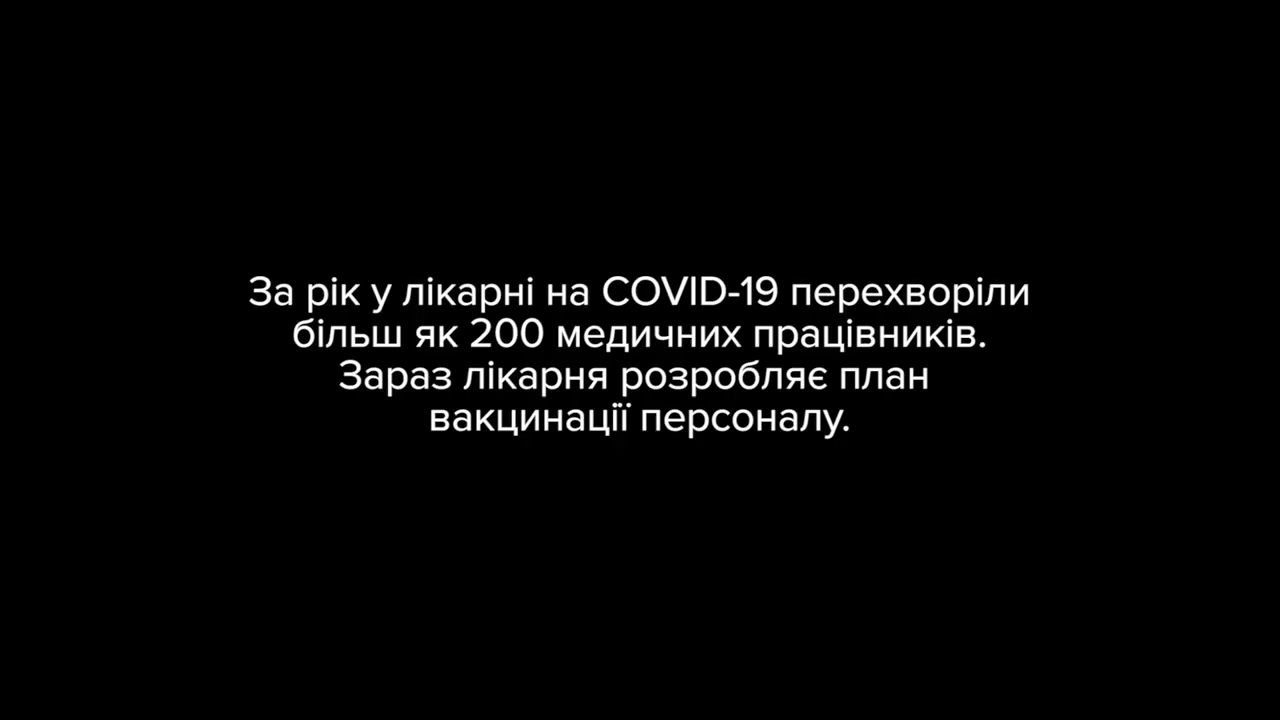 За рік у лікарні на COVID-19 перехворіли
більш як 200 медичних працівників.
Зараз лікарня розробляє план
вакцинації персоналу.